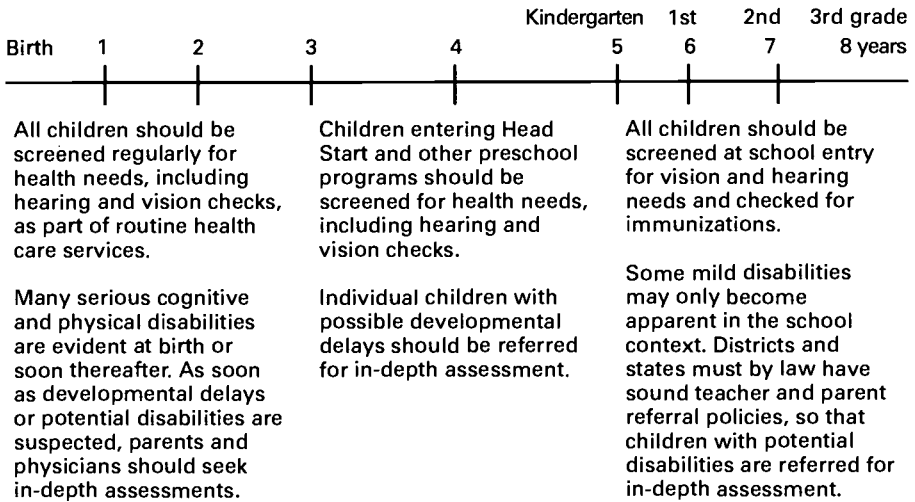 Kindergarten 1st 2nd 3rd grade
Birth 1 2 3 4 5 6 7 8 years
All children should be
screened regularly for
health needs, including
hearing and vision checks,
as part of routine health
care services.
Many serious cognitive
and physical disabilities
are evident at birth or
soon thereafter. As soon
as developmental delays
or potential disabilities are
suspected, parents and
physicians should seek
in-depth assessments.
Children entering Head
Start and other preschool
programs should be
screened for health needs,
including hearing and
vision checks.
Individual children with
possible developmental
delays should be referred
for in-depth assessment.
All children should be
screened at school entry
for vision and hearing
needs and checked for
immunizations.
Some mild disabilities
may only become
apparent in the school
context. Districts and
states must by law have
sound teacher and parent
referral policies, so that
children with potential
disabilities are referred for
in-depth assessment.